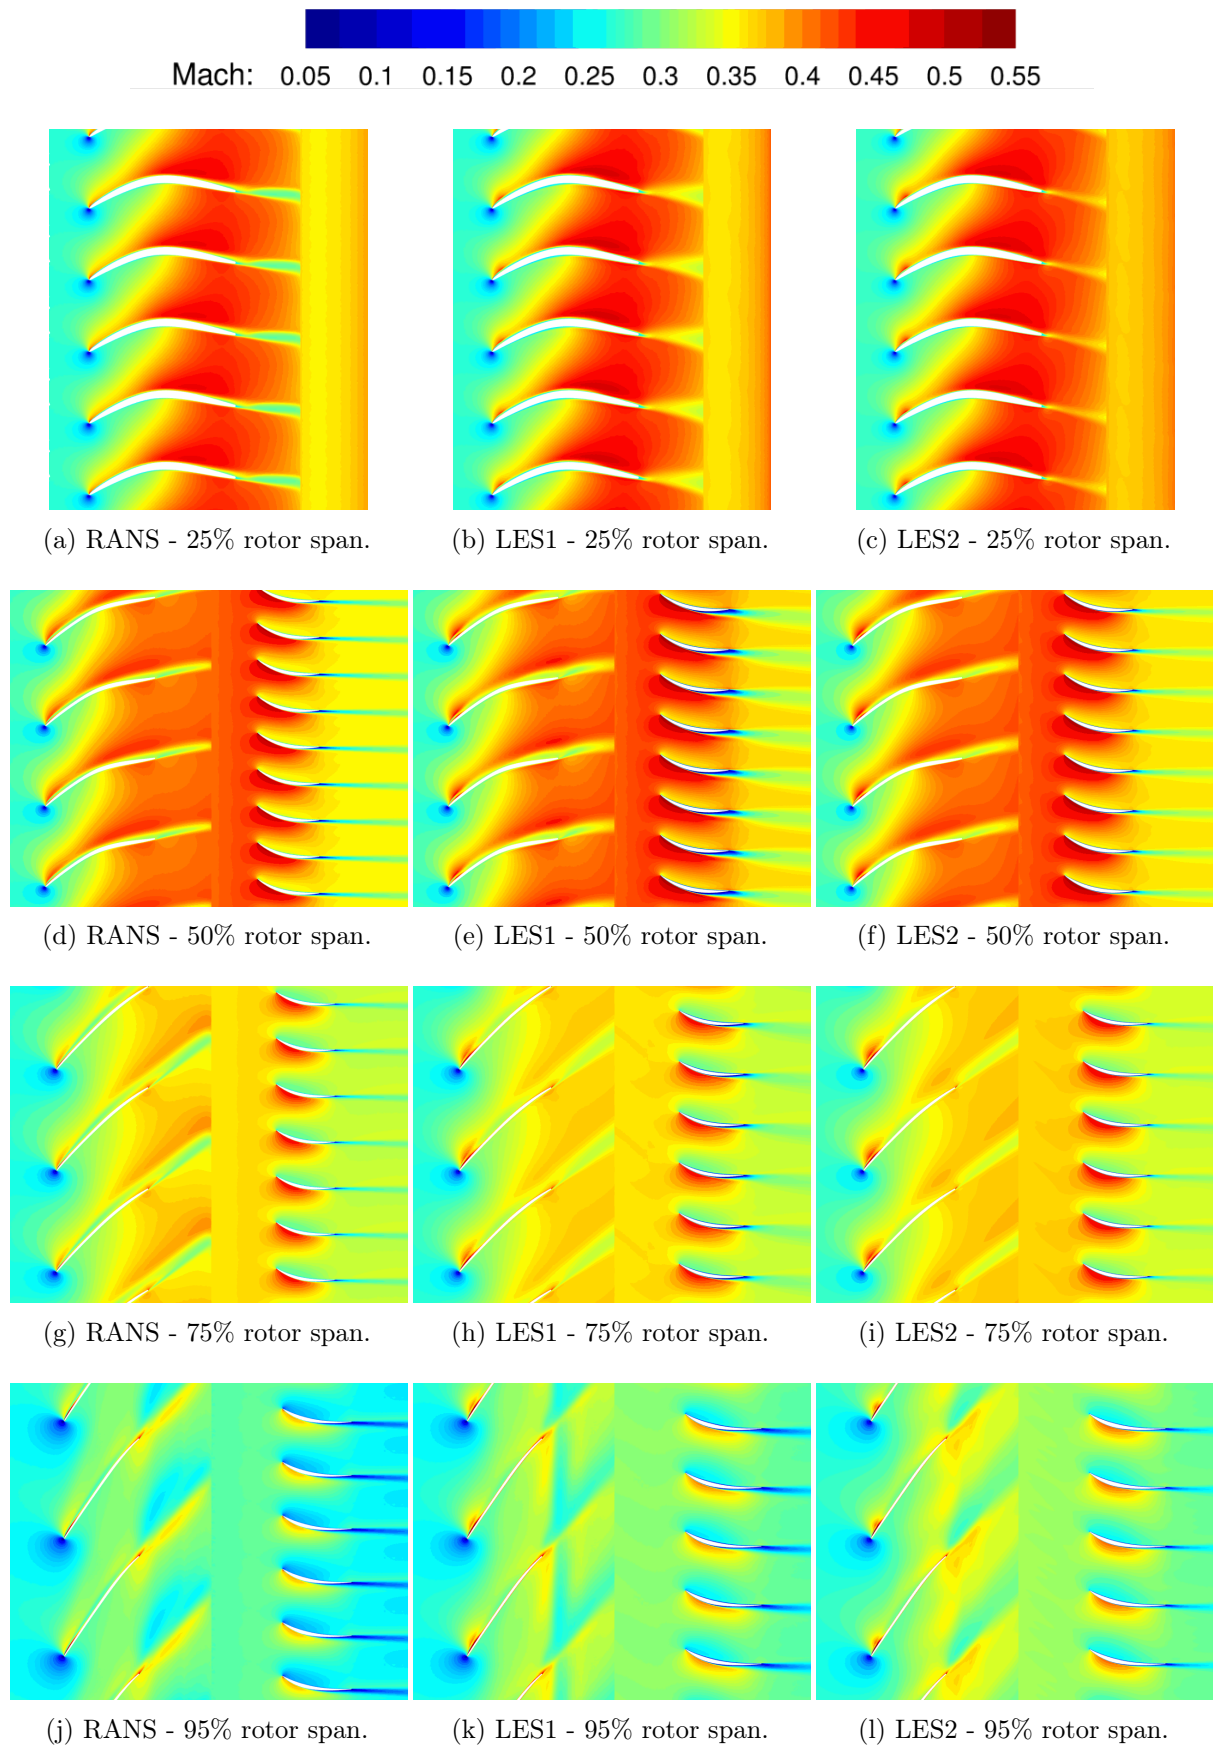 Mach: 0.05 0.1 0.15 0.2 0.25 0.3 0.35 0.4 0.45 0.5 0.55
(a) RANS - 25% rotor span.
(b) LES1 - 25% rotor span.
(c) LES2 - 25% rotor span.
(d) RANS - 50% rotor span.
(e) LES1 - 50% rotor span.
(f) LES2 - 50% rotor span.
(g) RANS - 75% rotor span.
(h) LES1 - 75% rotor span.
(i) LES2 - 75% rotor span.
(j) RANS - 95% rotor span.
(k) LES1 - 95% rotor span.
(l) LES2 - 95% rotor span.